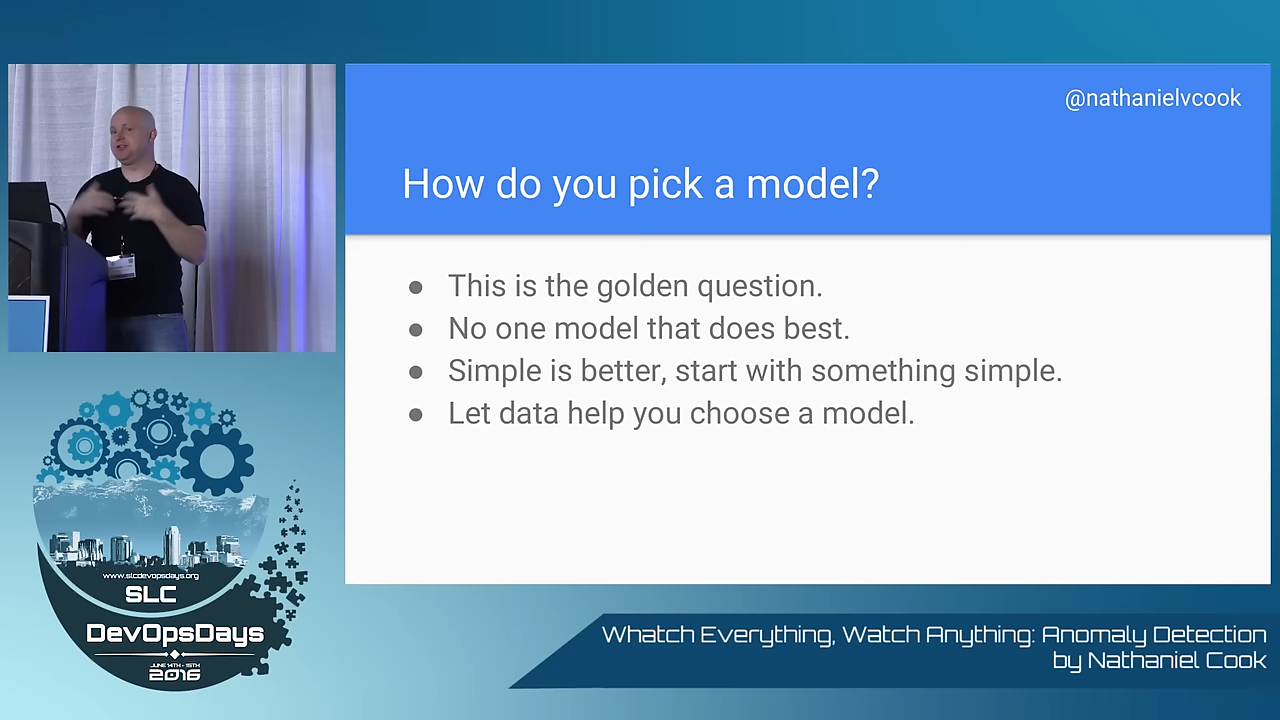 @nathanielvcook
How do you pick a model?
● This is the golden question.
● No one model that does best.
● Simple is better, start with something simple.
● Let data help you choose a model.
www.slcdevopsdays.org
SLC
DevOpsDays
JUNE 14TH - 15TH
2016
Whatch Everything, Watch Anything: Anomaly Detection
by Nathaniel Cook